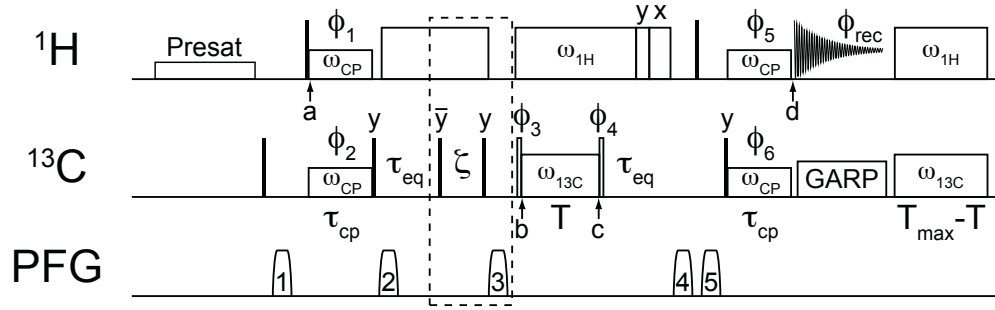 y x
¹H Presat ϕ₁ ω_CP ω_1H ϕ₅ ω_CP ϕ_rec ω_1H
a d
¹³C ϕ₂ ω_CP y τ_eq ȳ ζ y ϕ₃ ω_13C ϕ₄ τ_eq y ϕ₆ ω_CP GARP ω_13C
τ_cp b T c τ_cp T_max-T
PFG 1 2 3 4 5